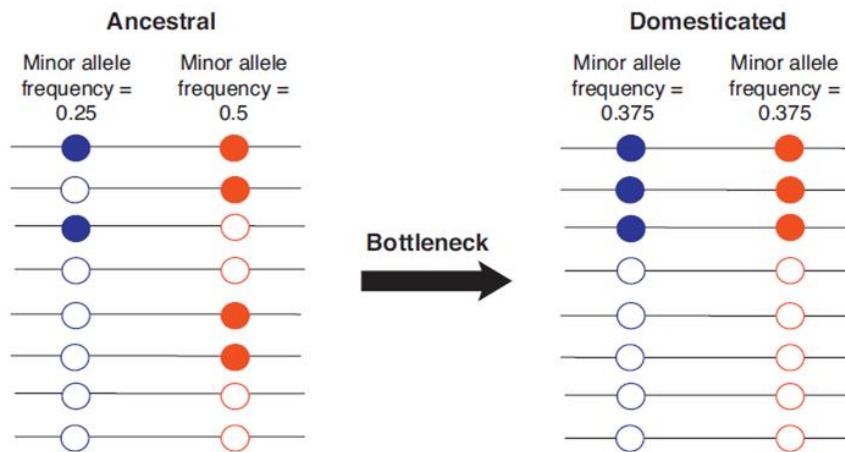 Ancestral
Minor allele
frequency =
0.25
Minor allele
frequency =
0.5
Bottleneck
Domesticated
Minor allele
frequency =
0.375
Minor allele
frequency =
0.375